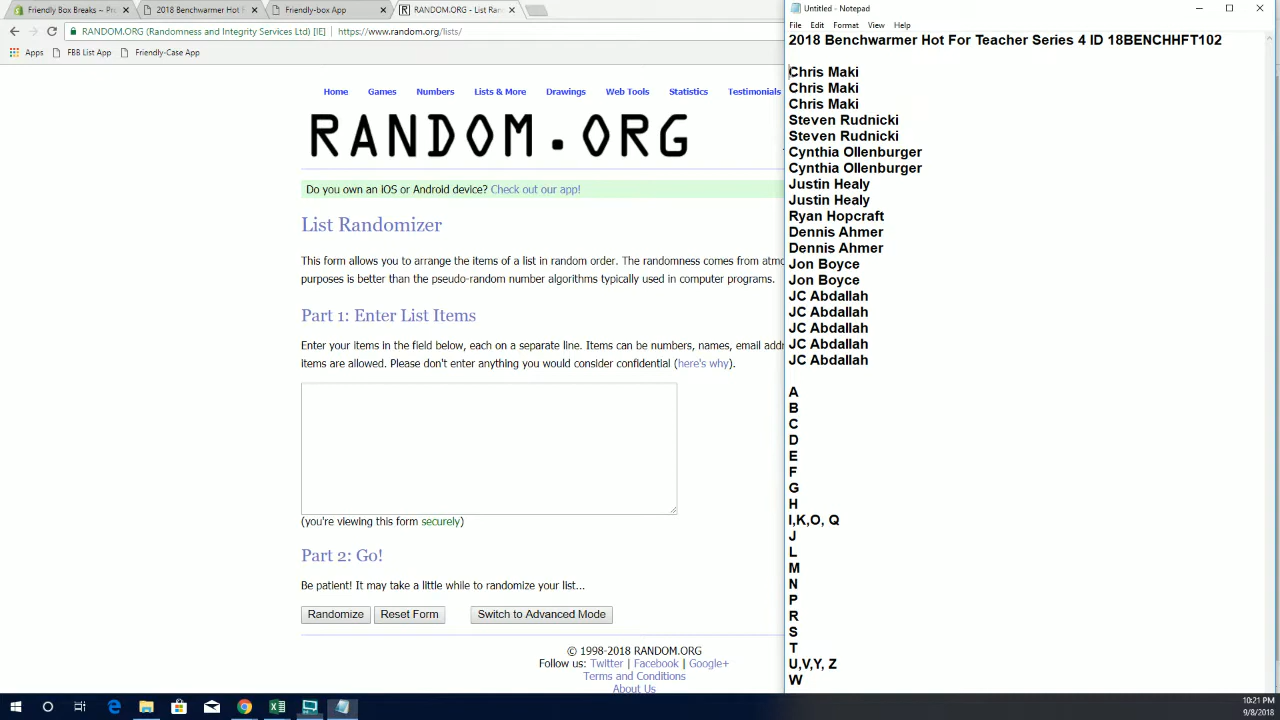 Friendly Box Breaks – Priv
2018 Benchwarmer Hot F
Friendly-box App
RANDOM.ORG - List Ran
RANDOM.ORG (Randomness and Integrity Services Ltd) [IE] | https://www.random.org/lists/
Apps FBB List App Friendly-Case App
Home Games Numbers Lists & More Drawings Web Tools Statistics Testimonials
RANDOM.ORG
Do you own an iOS or Android device? Check out our app!
List Randomizer
This form allows you to arrange the items of a list in random order. The randomness comes from atmo
purposes is better than the pseudo-random number algorithms typically used in computer programs.
Part 1: Enter List Items
Enter your items in the field below, each on a separate line. Items can be numbers, names, email addr
items are allowed. Please don't enter anything you would consider confidential (here's why).
(you're viewing this form securely)
Part 2: Go!
Be patient! It may take a little while to randomize your list...
Randomize Reset Form Switch to Advanced Mode
© 1998-2018 RANDOM.ORG
Follow us: Twitter | Facebook | Google+
Terms and Conditions
About Us
Untitled - Notepad
File Edit Format View Help
2018 Benchwarmer Hot For Teacher Series 4 ID 18BENCHHFT102
Chris Maki
Chris Maki
Chris Maki
Steven Rudnicki
Steven Rudnicki
Cynthia Ollenburger
Cynthia Ollenburger
Justin Healy
Justin Healy
Ryan Hopcraft
Dennis Ahmer
Dennis Ahmer
Jon Boyce
Jon Boyce
JC Abdallah
JC Abdallah
JC Abdallah
JC Abdallah
JC Abdallah
A
B
C
D
E
F
G
H
I,K,O, Q
J
L
M
N
P
R
S
T
U,V,Y, Z
W
10:21 PM
9/8/2018